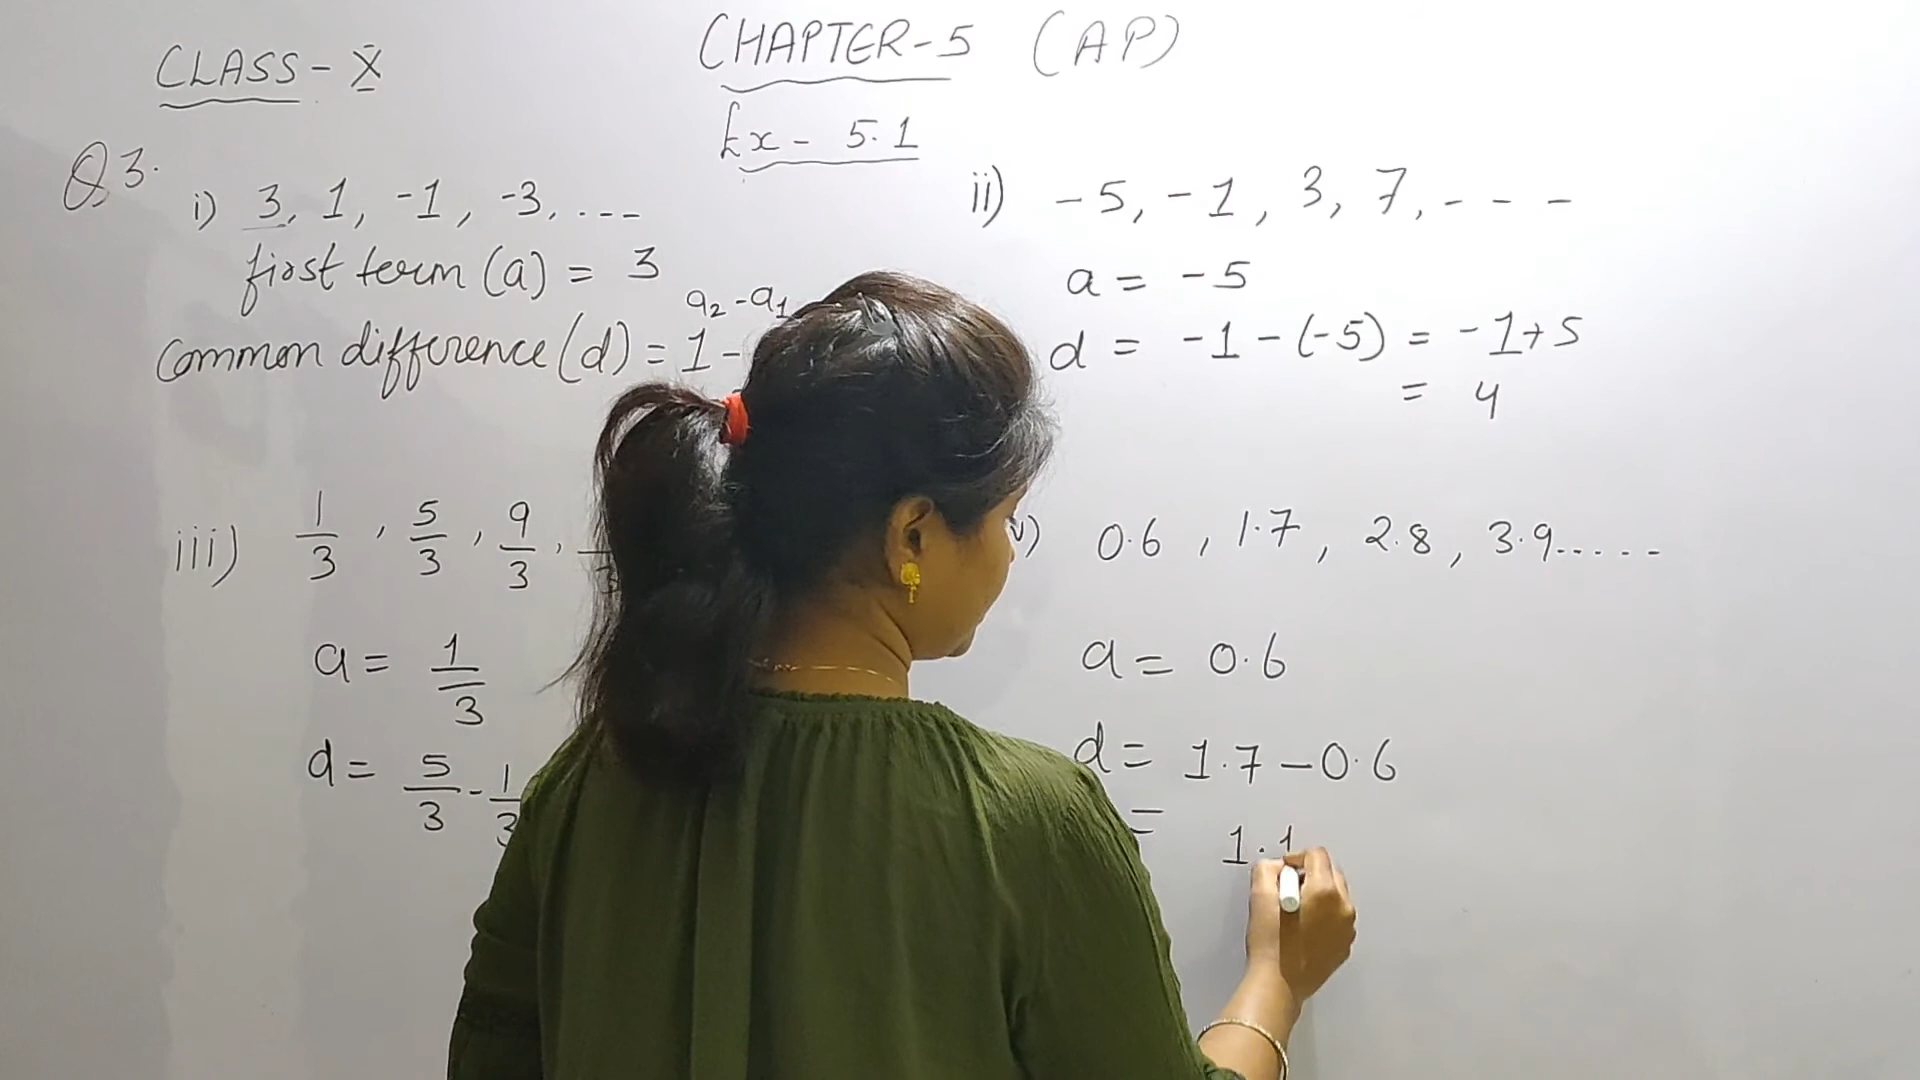 CLASS - X
CHAPTER-5 (AP)
Ex - 5.1
Q3.
i) 3, 1, -1, -3, ---
first term (a) = 3
a₂-a₁
Common difference (d) = 1 -
ii) -5, -1, 3, 7, - - -
a = -5
d = -1-(-5) = -1+5
= 4
iii) 1/3, 5/3, 9/3,
a = 1/3
d = 5/3 - 1/3
v) 0.6, 1.7, 2.8, 3.9.....
a = 0.6
d = 1.7-0.6
= 1.1